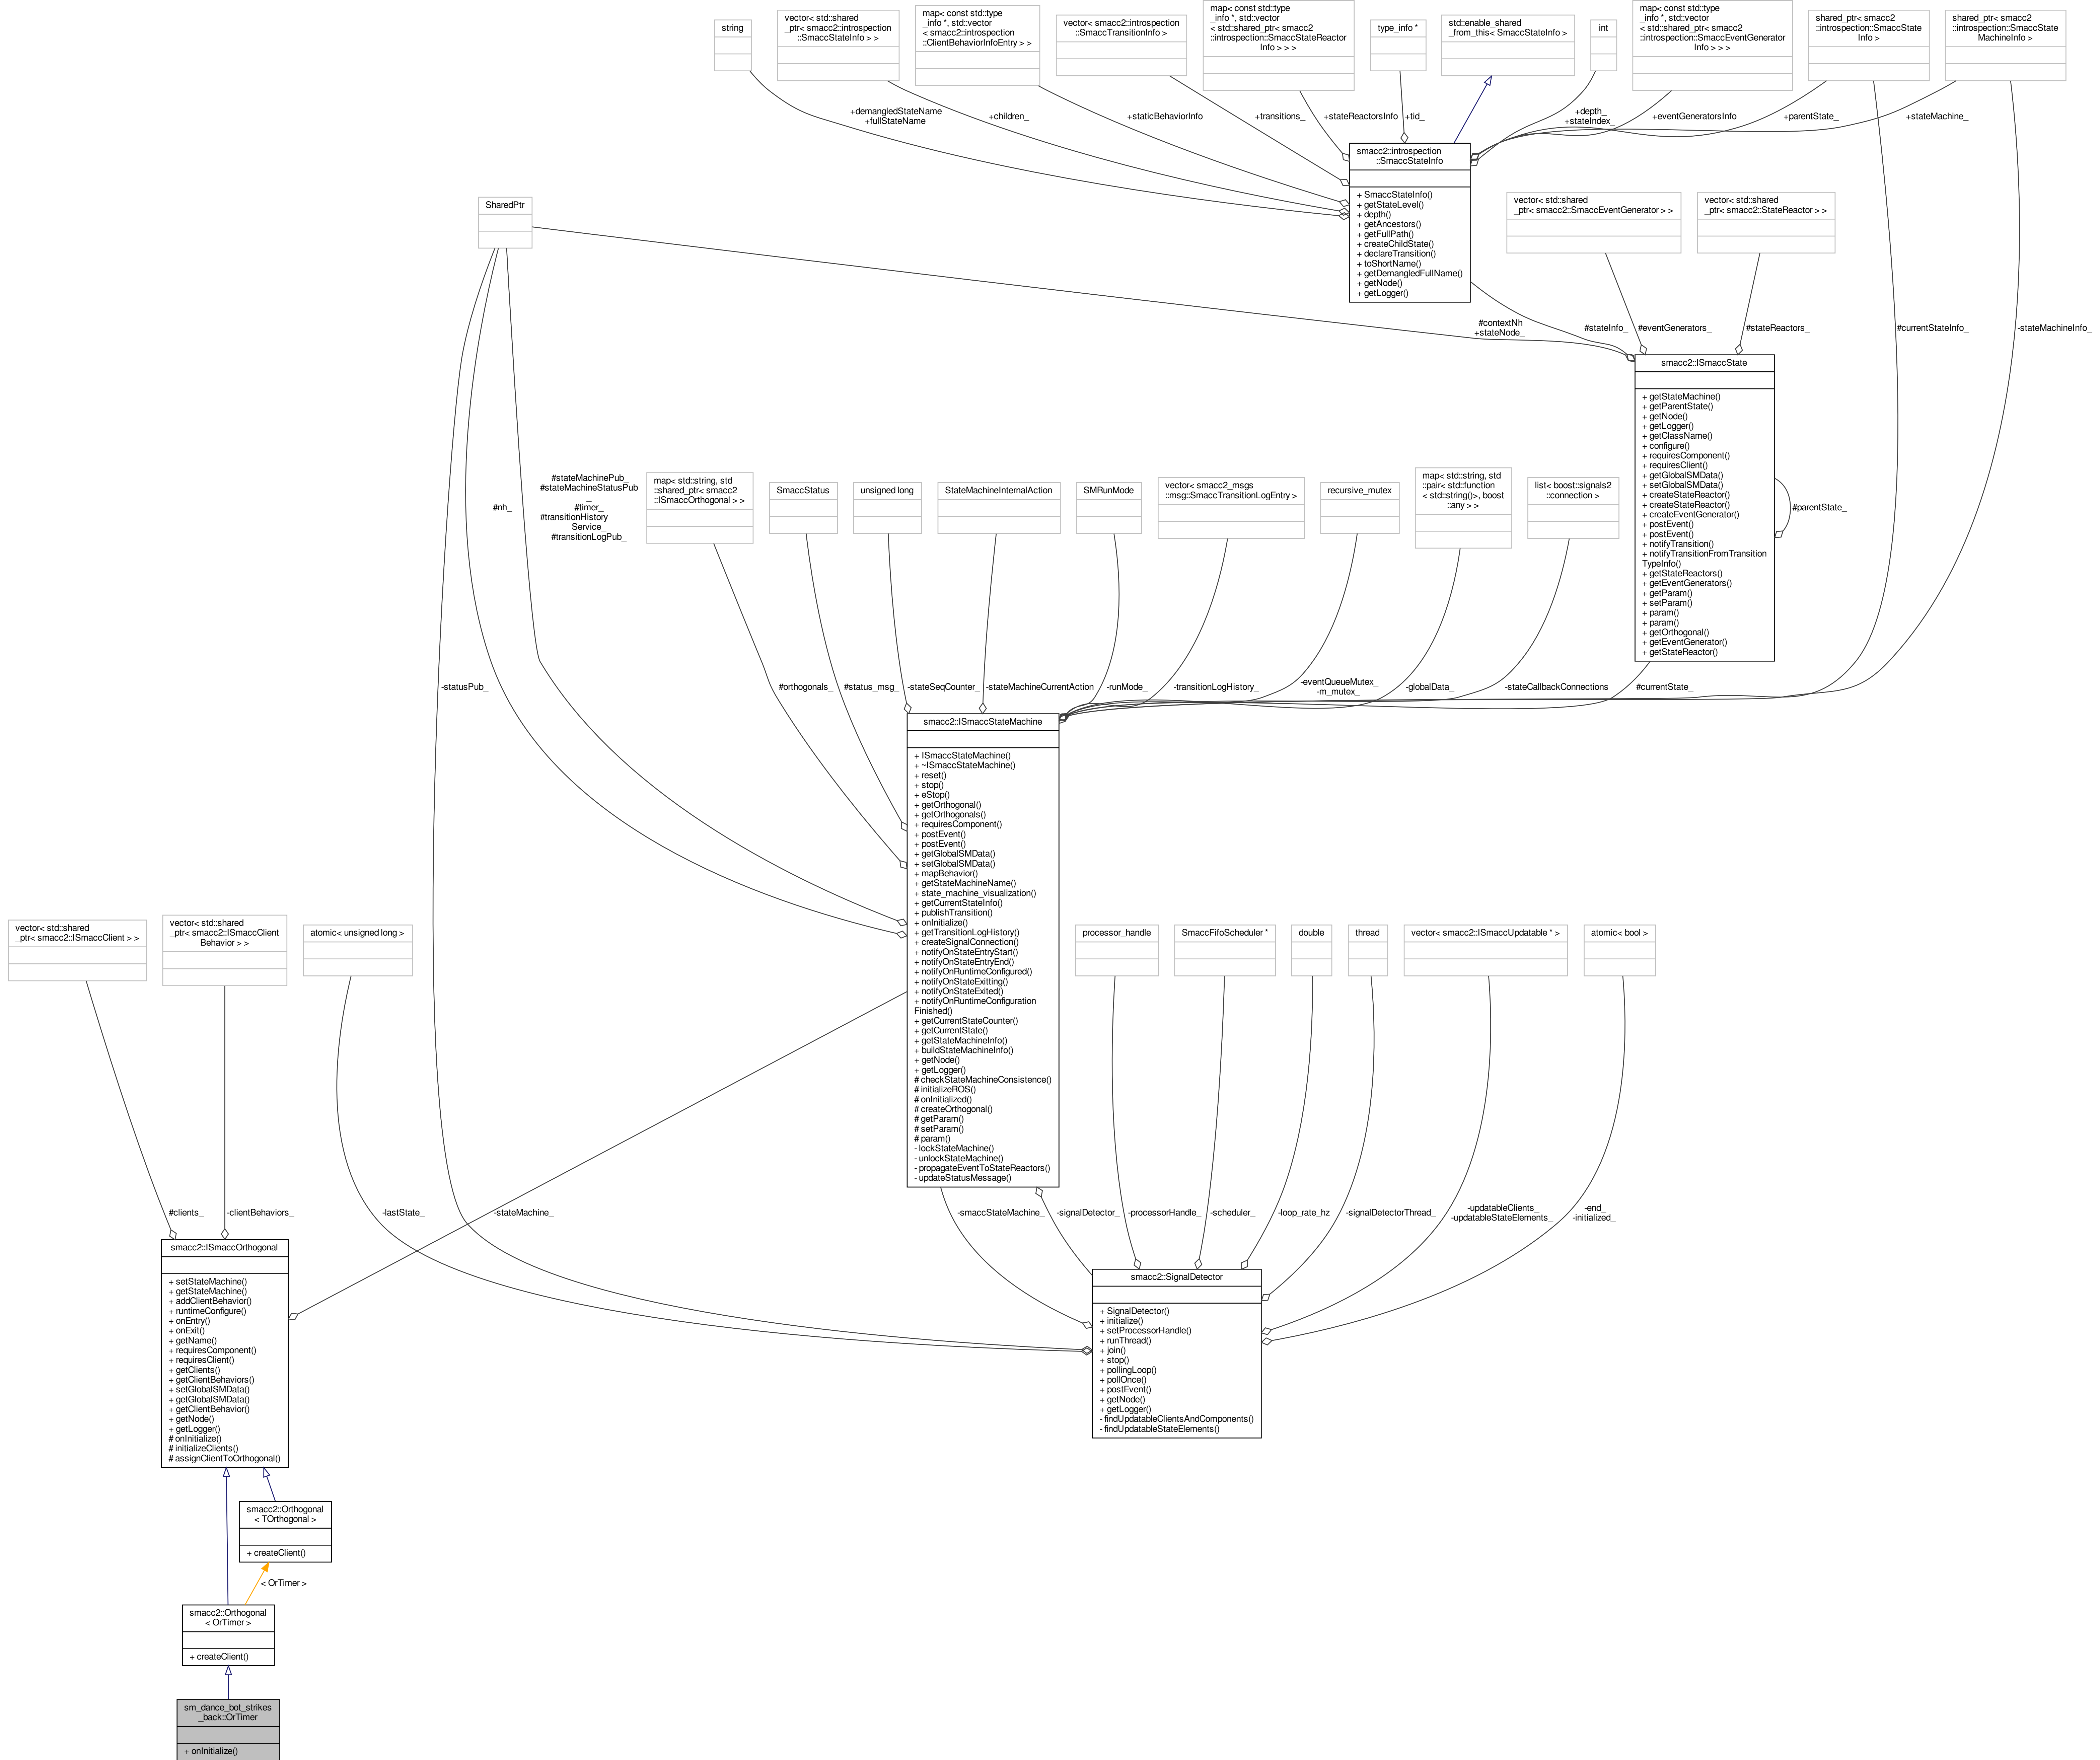 string
vector< std::shared
_ptr< smacc2::introspection
::SmaccStateInfo > >
map< const std::type
_info *, std::vector
< smacc2::introspection
::ClientBehaviorInfoEntry > >
vector< smacc2::introspection
::SmaccTransitionInfo >
map< const std::type
_info *, std::vector
< std::shared_ptr< smacc2
::introspection::SmaccStateReactor
Info > > >
type_info *
std::enable_shared
_from_this< SmaccStateInfo >
int
map< const std::type
_info *, std::vector
< std::shared_ptr< smacc2
::introspection::SmaccEventGenerator
Info > > >
shared_ptr< smacc2
::introspection::SmaccState
Info >
shared_ptr< smacc2
::introspection::SmaccState
MachineInfo >
+demangledStateName
+fullStateName
+children_
+staticBehaviorInfo
+transitions_
+stateReactorsInfo
+tid_
+depth_
+stateIndex_
+eventGeneratorsInfo
+parentState_
+stateMachine_
smacc2::introspection
::SmaccStateInfo
+ SmaccStateInfo()
+ getStateLevel()
+ depth()
+ getAncestors()
+ getFullPath()
+ createChildState()
+ declareTransition()
+ toShortName()
+ getDemangledFullName()
+ getNode()
+ getLogger()
SharedPtr
vector< std::shared
_ptr< smacc2::SmaccEventGenerator > >
vector< std::shared
_ptr< smacc2::StateReactor > >
#contextNh
+stateNode_
#stateInfo_
#eventGenerators_
#stateReactors_
#currentStateInfo_
-stateMachineInfo_
smacc2::ISmaccState
+ getStateMachine()
+ getParentState()
+ getNode()
+ getLogger()
+ getClassName()
+ configure()
+ requiresComponent()
+ requiresClient()
+ getGlobalSMData()
+ setGlobalSMData()
+ createStateReactor()
+ createStateReactor()
+ createEventGenerator()
+ postEvent()
+ postEvent()
+ notifyTransition()
+ notifyTransitionFromTransition
TypeInfo()
+ getStateReactors()
+ getEventGenerators()
+ getParam()
+ setParam()
+ param()
+ param()
+ getOrthogonal()
+ getEventGenerator()
+ getStateReactor()
#parentState_
#nh_
#stateMachinePub_
#stateMachineStatusPub
_
#timer_
#transitionHistory
Service_
#transitionLogPub_
map< std::string, std
::shared_ptr< smacc2
::ISmaccOrthogonal > >
SmaccStatus
unsigned long
StateMachineInternalAction
SMRunMode
vector< smacc2_msgs
::msg::SmaccTransitionLogEntry >
recursive_mutex
map< std::string, std
::pair< std::function
< std::string()>, boost
::any > >
list< boost::signals2
::connection >
-statusPub_
#orthogonals_
#status_msg_
-stateSeqCounter_
-stateMachineCurrentAction
-runMode_
-transitionLogHistory_
-eventQueueMutex_
-m_mutex_
-globalData_
-stateCallbackConnections
#currentState_
smacc2::ISmaccStateMachine
+ ISmaccStateMachine()
+ ~ISmaccStateMachine()
+ reset()
+ stop()
+ eStop()
+ getOrthogonal()
+ getOrthogonals()
+ requiresComponent()
+ postEvent()
+ postEvent()
+ getGlobalSMData()
+ setGlobalSMData()
+ mapBehavior()
+ getStateMachineName()
+ state_machine_visualization()
+ getCurrentStateInfo()
+ publishTransition()
+ onInitialize()
+ getTransitionLogHistory()
+ createSignalConnection()
+ notifyOnStateEntryStart()
+ notifyOnStateEntryEnd()
+ notifyOnRuntimeConfigured()
+ notifyOnStateExitting()
+ notifyOnStateExited()
+ notifyOnRuntimeConfiguration
Finished()
+ getCurrentStateCounter()
+ getCurrentState()
+ getStateMachineInfo()
+ buildStateMachineInfo()
+ getNode()
+ getLogger()
# checkStateMachineConsistence()
# initializeROS()
# onInitialized()
# createOrthogonal()
# getParam()
# setParam()
# param()
- lockStateMachine()
- unlockStateMachine()
- propagateEventToStateReactors()
- updateStatusMessage()
vector< std::shared
_ptr< smacc2::ISmaccClient > >
vector< std::shared
_ptr< smacc2::ISmaccClient
Behavior > >
atomic< unsigned long >
processor_handle
SmaccFifoScheduler *
double
thread
vector< smacc2::ISmaccUpdatable * >
atomic< bool >
#clients_
-clientBehaviors_
-lastState_
-stateMachine_
-smaccStateMachine_
-signalDetector_
-processorHandle_
-scheduler_
-loop_rate_hz
-signalDetectorThread_
-updatableClients_
-updatableStateElements_
-end_
-initialized_
smacc2::ISmaccOrthogonal
+ setStateMachine()
+ getStateMachine()
+ addClientBehavior()
+ runtimeConfigure()
+ onEntry()
+ onExit()
+ getName()
+ requiresComponent()
+ requiresClient()
+ getClients()
+ getClientBehaviors()
+ setGlobalSMData()
+ getGlobalSMData()
+ getClientBehavior()
+ getNode()
+ getLogger()
# onInitialize()
# initializeClients()
# assignClientToOrthogonal()
smacc2::SignalDetector
+ SignalDetector()
+ initialize()
+ setProcessorHandle()
+ runThread()
+ join()
+ stop()
+ pollingLoop()
+ pollOnce()
+ postEvent()
+ getNode()
+ getLogger()
- findUpdatableClientsAndComponents()
- findUpdatableStateElements()
smacc2::Orthogonal
< TOrthogonal >
+ createClient()
< OrTimer >
smacc2::Orthogonal
< OrTimer >
+ createClient()
sm_dance_bot_strikes
_back::OrTimer
+ onInitialize()